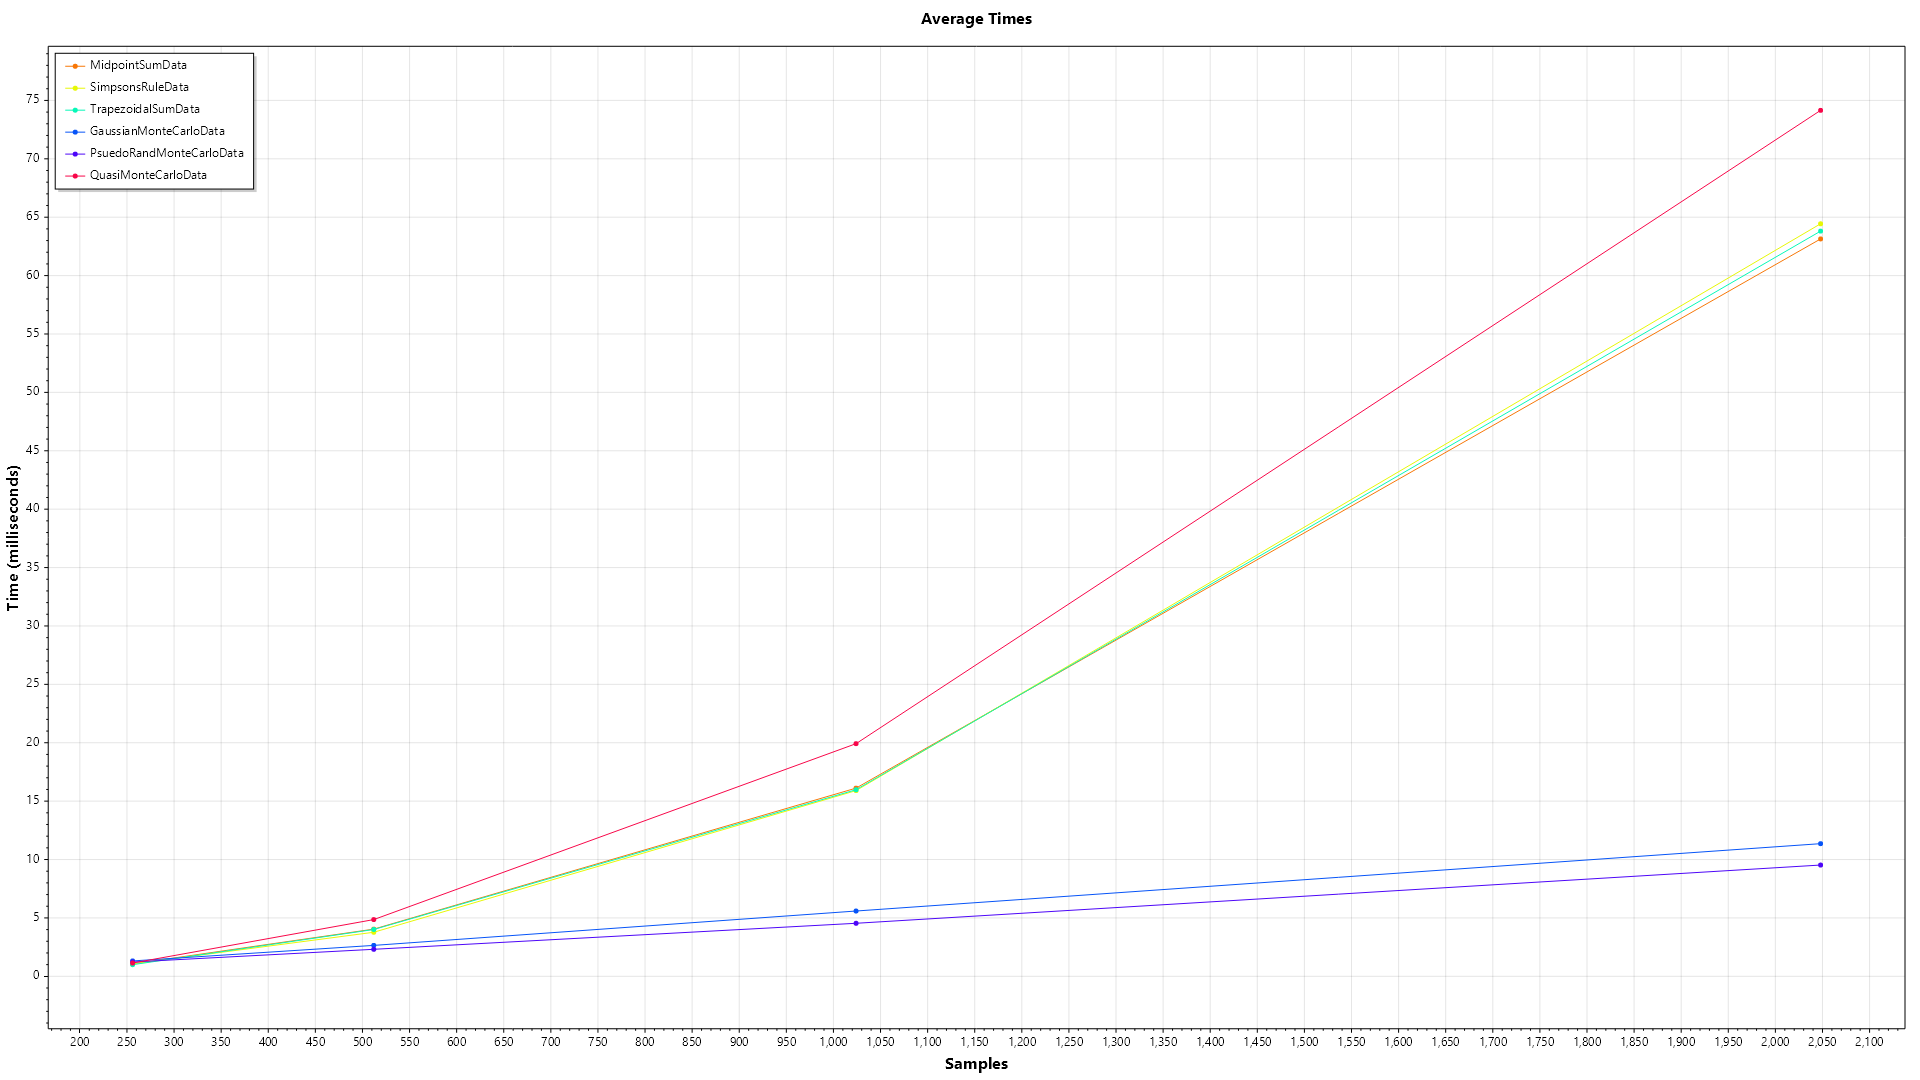 Average Times
MidpointSumData
SimpsonsRuleData
TrapezoidalSumData
GaussianMonteCarloData
PsuedoRandMonteCarloData
QuasiMonteCarloData
75
70
65
60
55
50
45
40
35
30
25
20
15
10
5
0
Time (milliseconds)
200 250 300 350 400 450 500 550 600 650 700 750 800 850 900 950 1,000 1,050 1,100 1,150 1,200 1,250 1,300 1,350 1,400 1,450 1,500 1,550 1,600 1,650 1,700 1,750 1,800 1,850 1,900 1,950 2,000 2,050 2,100
Samples